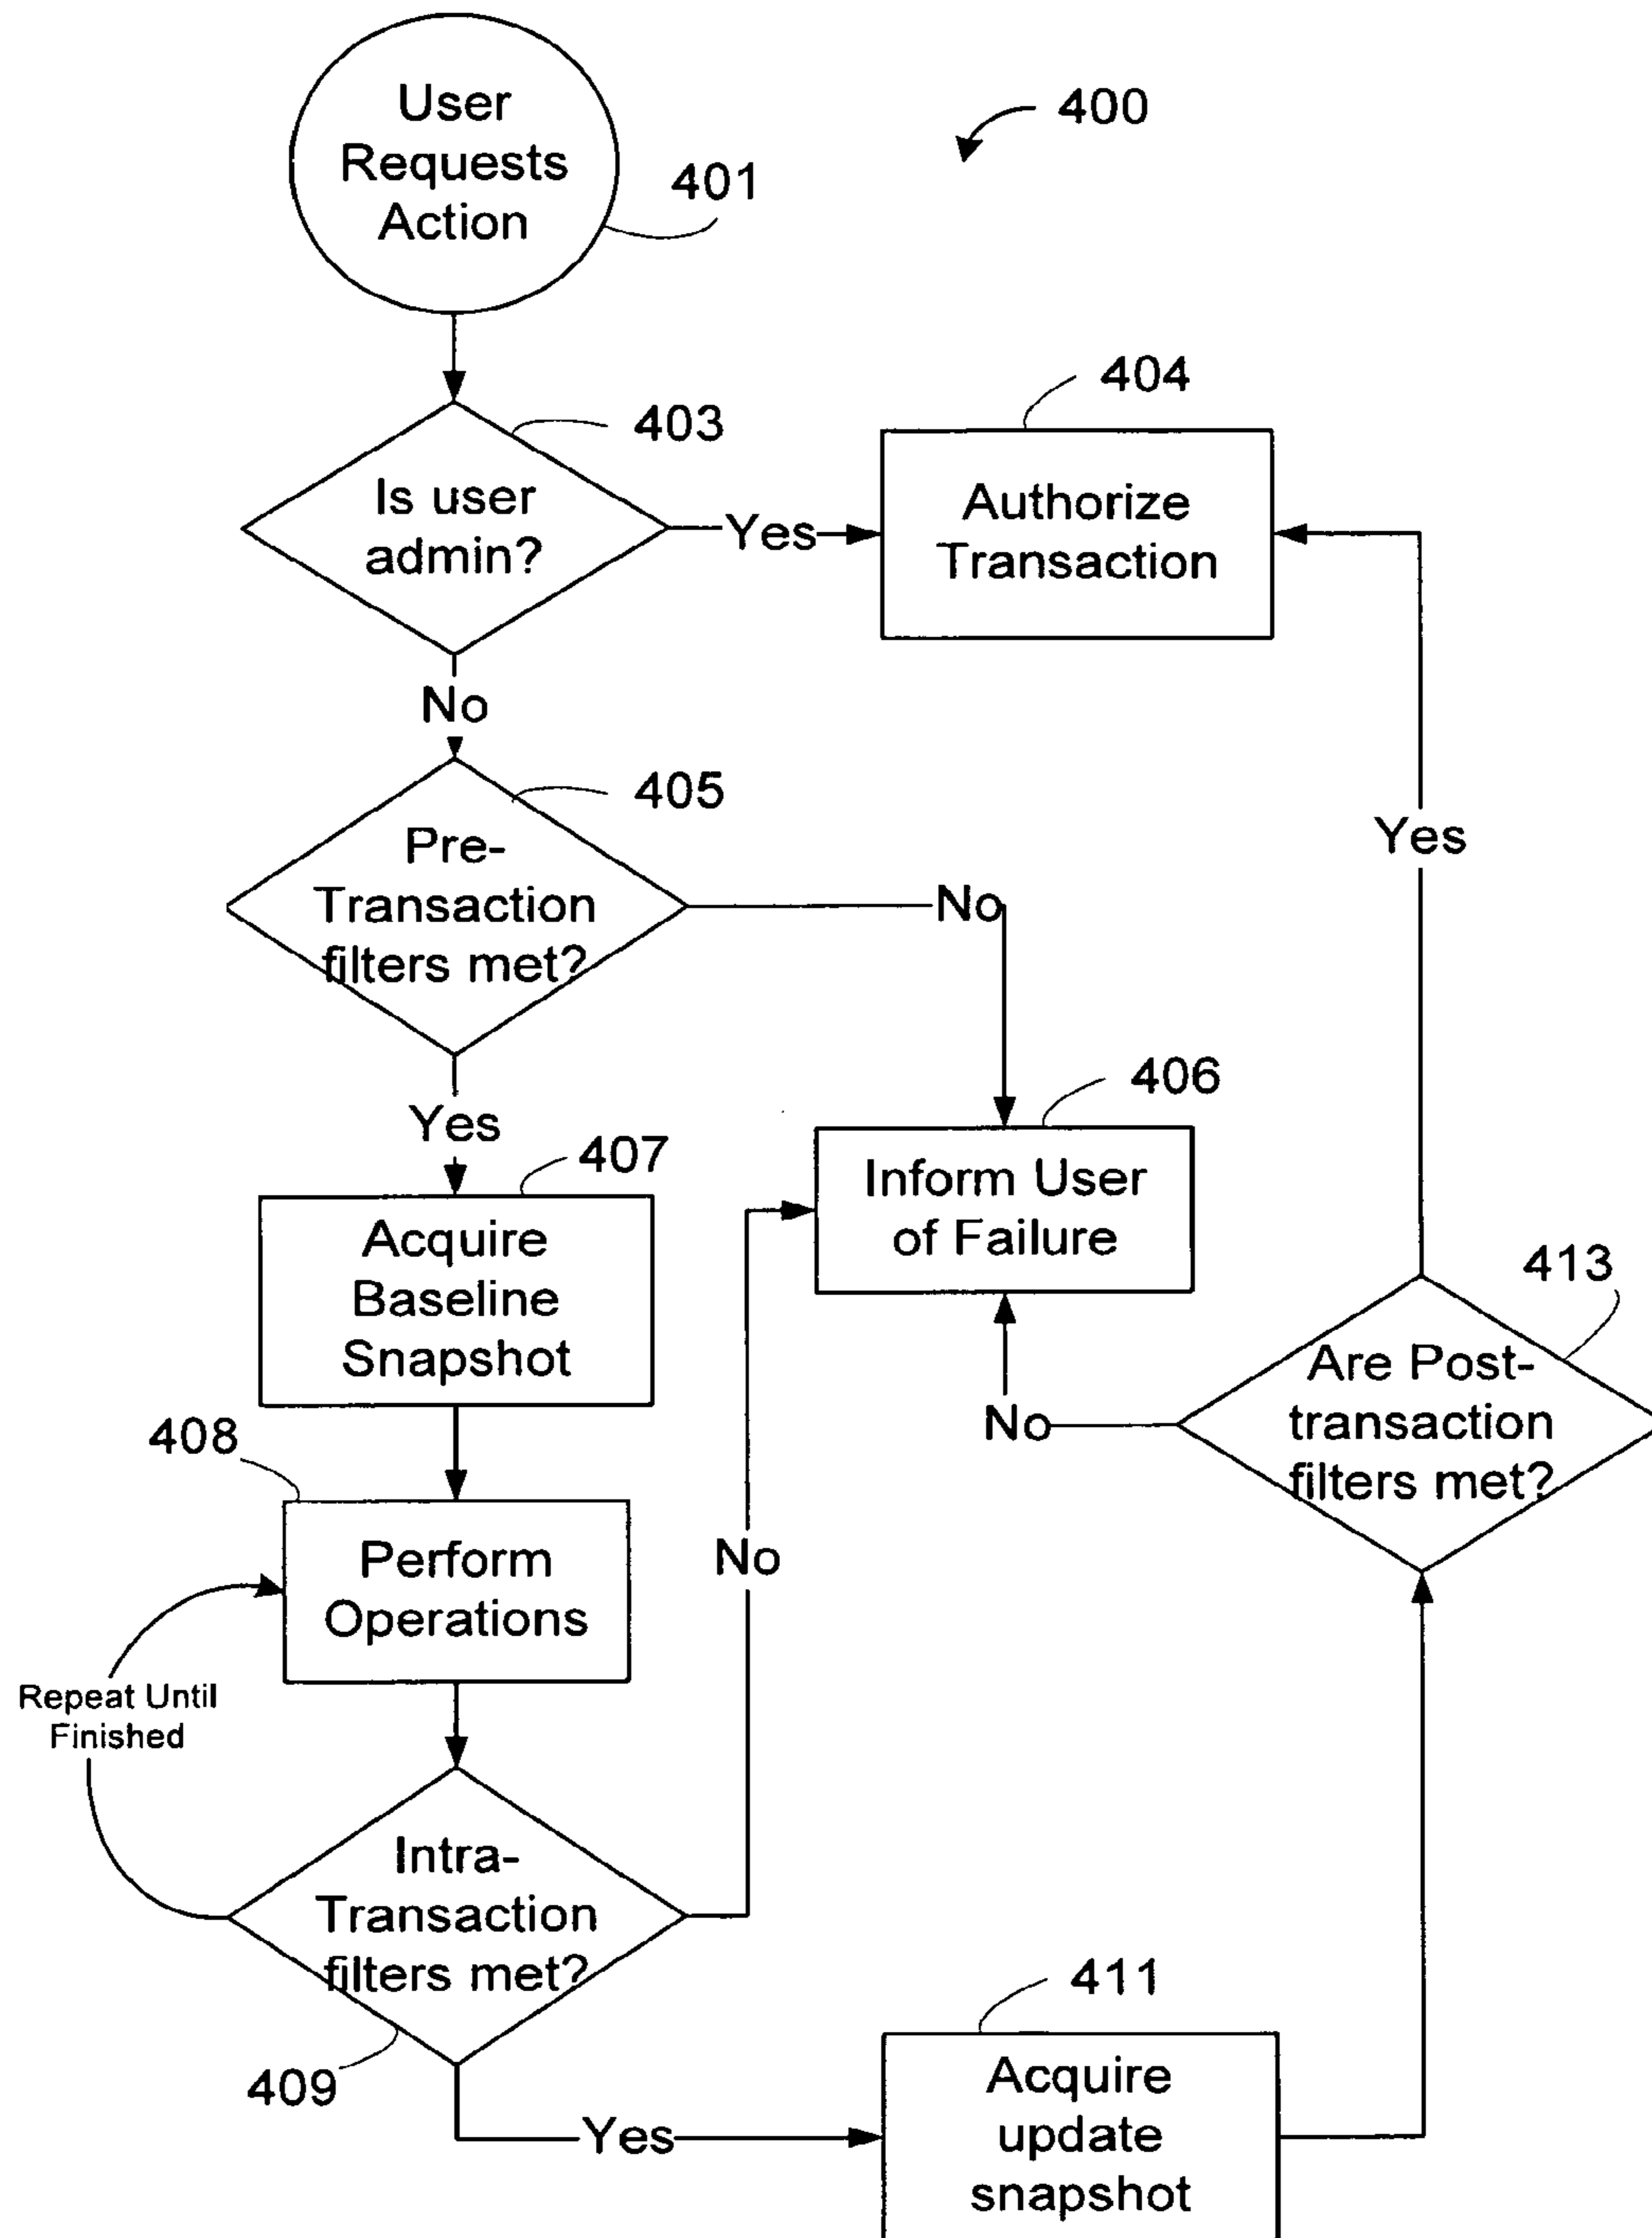 User
Requests
Action
400
401
403
Is user
admin?
Yes
404
Authorize
Transaction
No
405
Pre-
Transaction
filters met?
No
Yes
Yes
406
Inform User
of Failure
407
Acquire
Baseline
Snapshot
413
Are Post-
transaction
filters met?
No
408
Perform
Operations
No
Repeat Until
Finished
Intra-
Transaction
filters met?
409
Yes
411
Acquire
update
snapshot